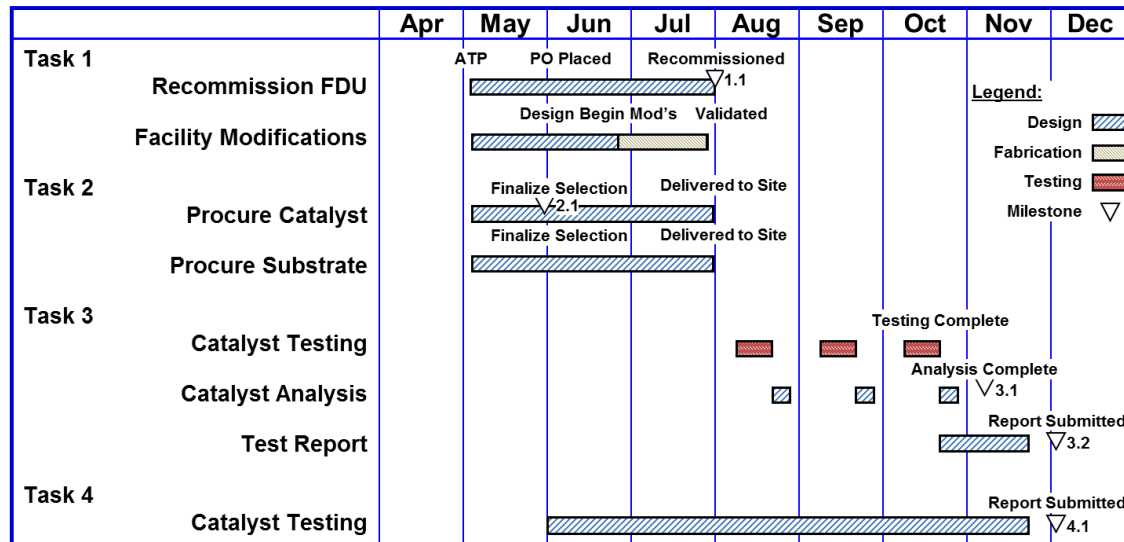 Apr May Jun Jul Aug Sep Oct Nov Dec
Task 1
ATP PO Placed Recommissioned
Recommission FDU
1.1
Legend:
Design Begin Mod's Validated
Design
Facility Modifications
Fabrication
Task 2
Testing
Finalize Selection Delivered to Site
Procure Catalyst
2.1
Milestone
Finalize Selection Delivered to Site
Procure Substrate
Task 3
Testing Complete
Catalyst Testing
Analysis Complete
Catalyst Analysis
3.1
Report Submitted
Test Report
3.2
Task 4
Report Submitted
Catalyst Testing
4.1